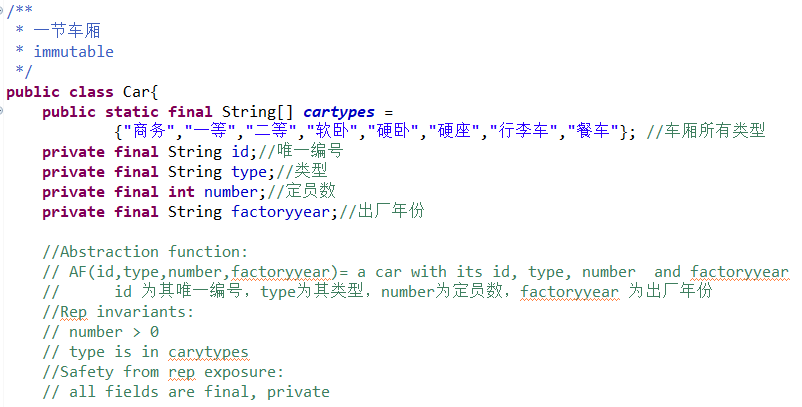 /**
 * 一节车厢
 * immutable
 */
public class Car{
    public static final String[] cartypes =
            {"商务","一等","二等","软卧","硬卧","硬座","行李车","餐车"}; //车厢所有类型
    private final String id;//唯一编号
    private final String type;//类型
    private final int number;//定员数
    private final String factoryyear;//出厂年份
    //Abstraction function:
    // AF(id,type,number,factoryyear)= a car with its id, type, number  and factoryyear
    //      id 为其唯一编号，type为其类型，number为定员数，factoryyear 为出厂年份
    //Rep invariants:
    // number > 0
    // type is in carytypes
    //Safety from rep exposure:
    // all fields are final, private